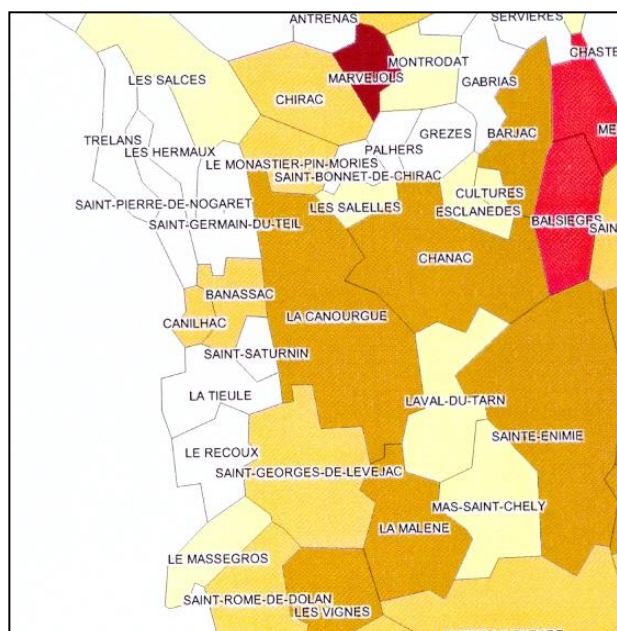 ANTRENAS
SERVIERES
CHASTE
MONTRODAT
LES SALCES
MARVEJOLS
GABRIAS
CHIRAC
ME
TRELANS
GREZES
BARJAC
LES HERMAUX
PALHERS
LE MONASTIER-PIN-MORIES
SAINT-BONNET-DE-CHIRAC
CULTURES
SAINT-PIERRE-DE-NOGARET
LES SALELLES
ESCLANEDES
SAINT-GERMAIN-DU-TEIL
BALSIEGES
SAINT
CHANAC
BANASSAC
CANILHAC
LA CANOURGUE
SAINT-SATURNIN
LA TIEULE
LAVAL-DU-TARN
SAINTE-ENIMIE
LE RECOUX
SAINT-GEORGES-DE-LEVEJAC
MAS-SAINT-CHELY
LA MALENE
LE MASSEGROS
SAINT-ROME-DE-DOLAN
LES VIGNES